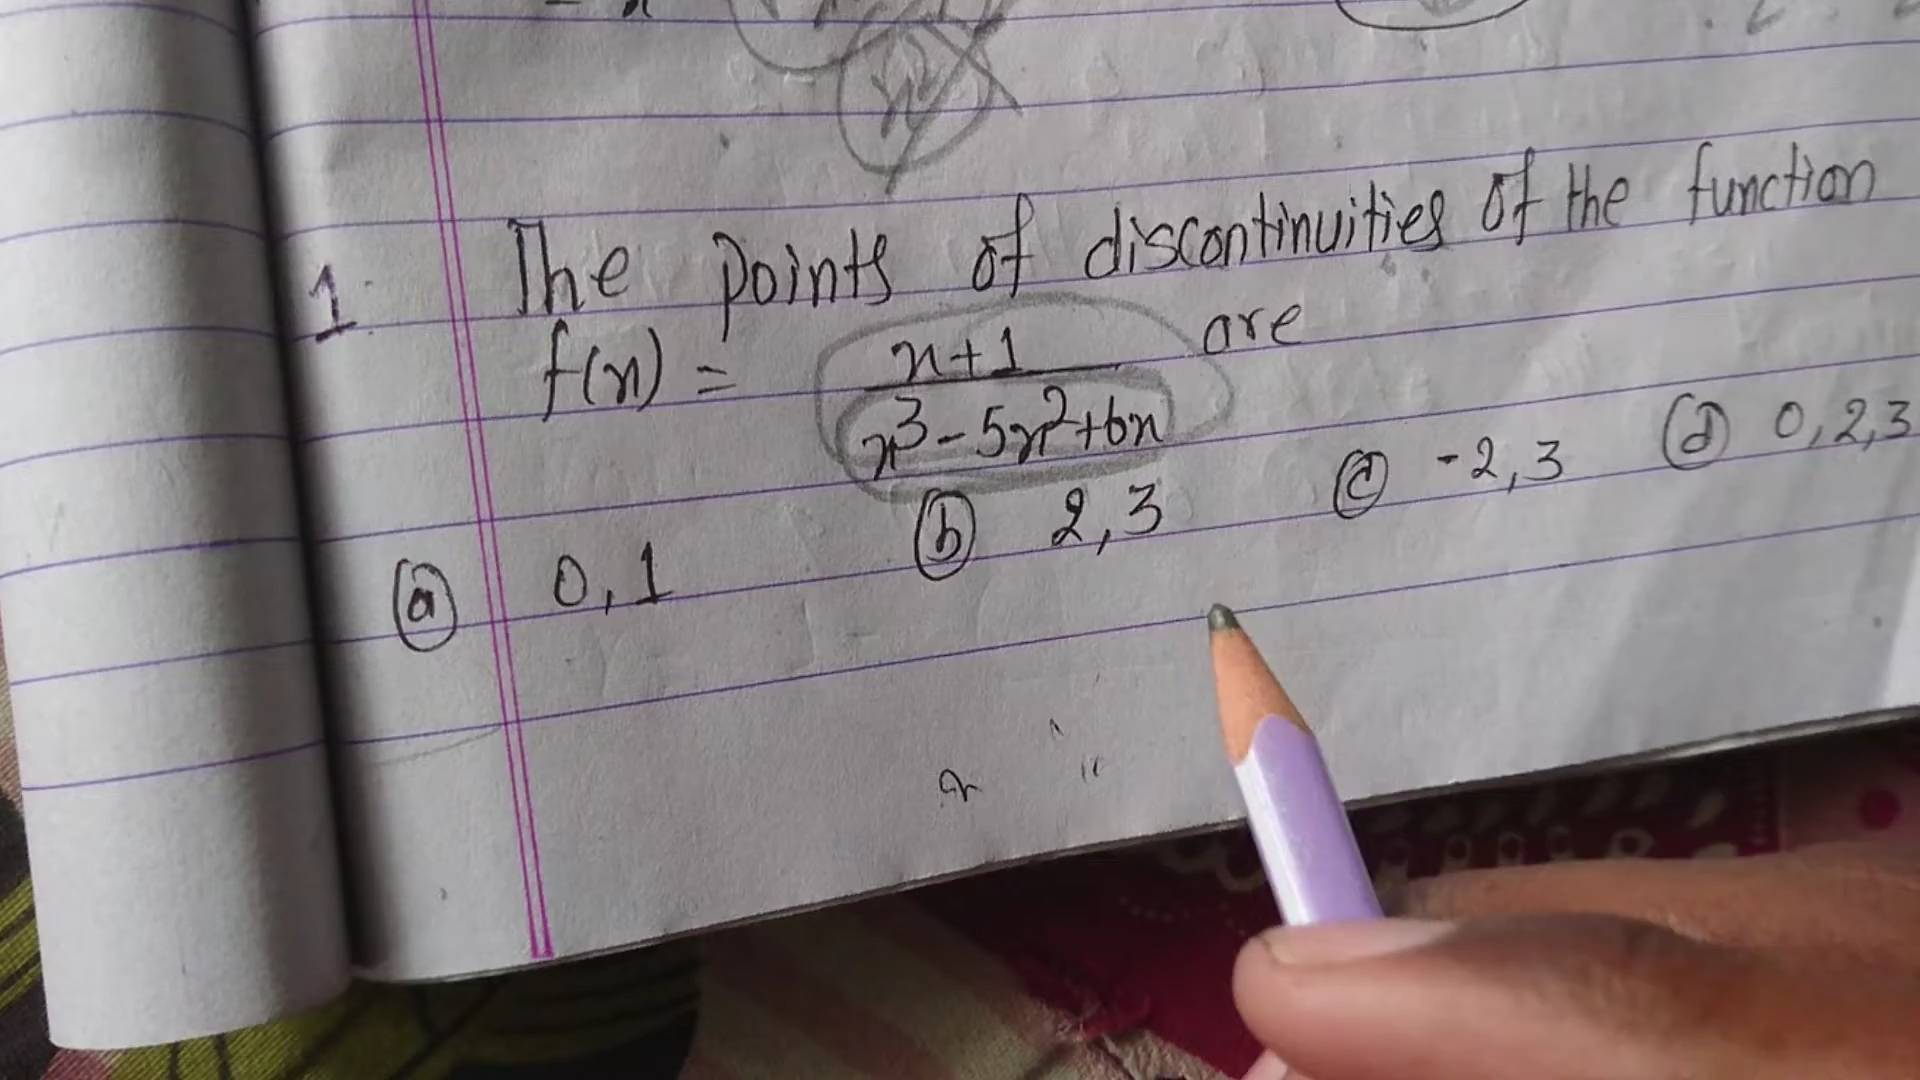 1. The points of discontinuities of the function
f(x) = x+1 / x³-5x²+6x are
(a) 0,1 (b) 2,3 (c) -2,3 (d) 0,2,3